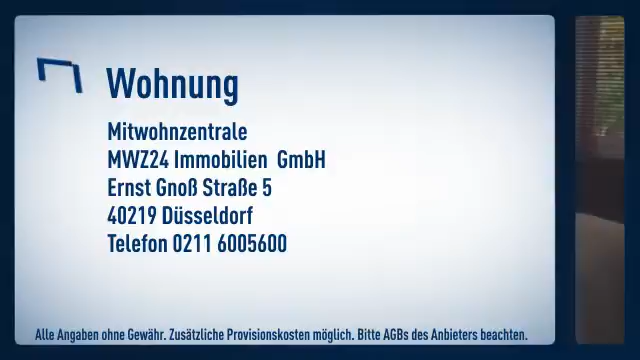 Wohnung
Mitwohnzentrale
MWZ24 Immobilien GmbH
Ernst Gnoß Straße 5
40219 Düsseldorf
Telefon 0211 6005600
Alle Angaben ohne Gewähr. Zusätzliche Provisionskosten möglich. Bitte AGBs des Anbieters beachten.